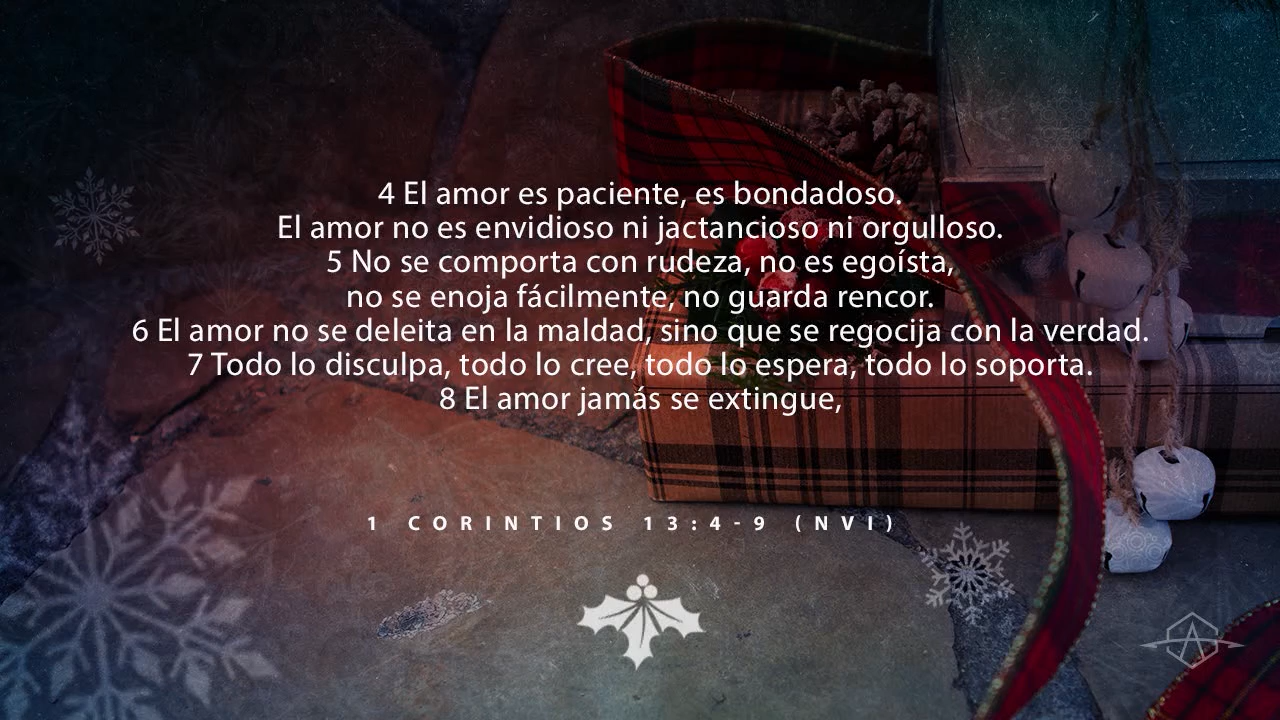 4 El amor es paciente, es bondadoso.
El amor no es envidioso ni jactancioso ni orgulloso.
5 No se comporta con rudeza, no es egoísta,
no se enoja fácilmente, no guarda rencor.
6 El amor no se deleita en la maldad, sino que se regocija con la verdad.
7 Todo lo disculpa, todo lo cree, todo lo espera, todo lo soporta.
8 El amor jamás se extingue,
1 CORINTIOS 13:4-9 (NVI)